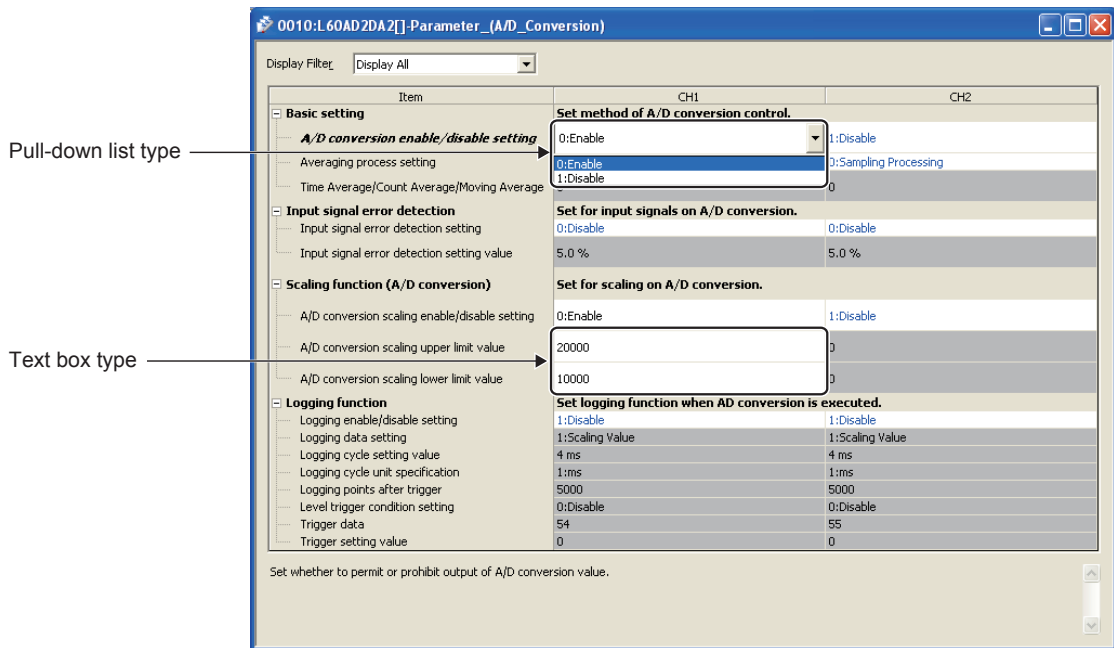 0010:L60AD2DA2[]-Parameter_(A/D_Conversion)
Display Filter Display All
Item CH1 CH2
Basic setting Set method of A/D conversion control.
A/D conversion enable/disable setting 0:Enable 1:Disable
Pull-down list type
Averaging process setting 0:Enable 0:Sampling Processing
1:Disable
Time Average/Count Average/Moving Average 0
Input signal error detection Set for input signals on A/D conversion.
Input signal error detection setting 0:Disable 0:Disable
Input signal error detection setting value 5.0 % 5.0 %
Scaling function (A/D conversion) Set for scaling on A/D conversion.
A/D conversion scaling enable/disable setting 0:Enable 1:Disable
A/D conversion scaling upper limit value 20000 0
Text box type
A/D conversion scaling lower limit value 10000 0
Logging function Set logging function when AD conversion is executed.
Logging enable/disable setting 1:Disable 1:Disable
Logging data setting 1:Scaling Value 1:Scaling Value
Logging cycle setting value 4 ms 4 ms
Logging cycle unit specification 1:ms 1:ms
Logging points after trigger 5000 5000
Level trigger condition setting 0:Disable 0:Disable
Trigger data 54 55
Trigger setting value 0 0
Set whether to permit or prohibit output of A/D conversion value.